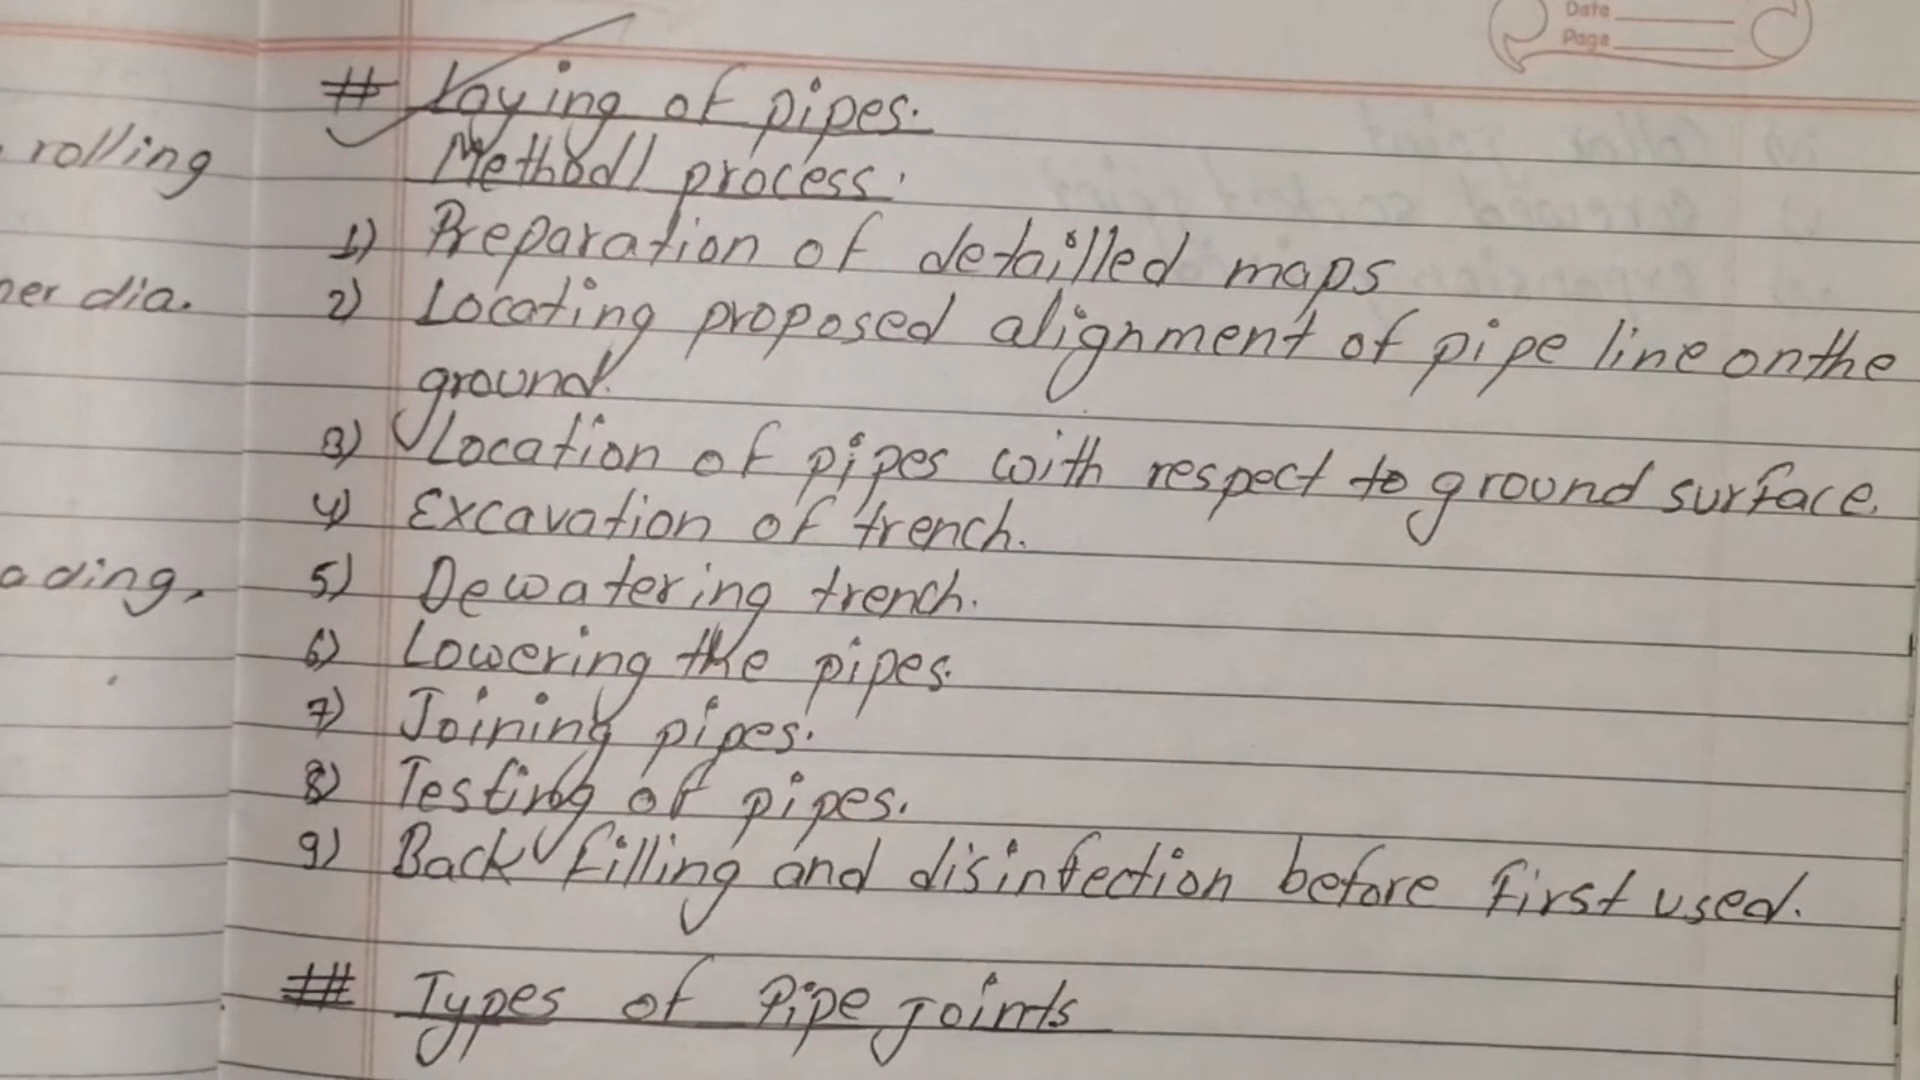 Date
Page
# Laying of pipes.
Method/ process.
rolling
1) Preparation of detailled maps
her dia.
2) Locating proposed alignment of pipe line on the
ground.
3) Location of pipes with respect to ground surface.
4) Excavation of trench.
ading,
5) Dewatering trench.
6) Lowering the pipes.
7) Joining pipes.
8) Testing of pipes.
9) Back filling and disinfection before first used.
# Types of Pipe Joints